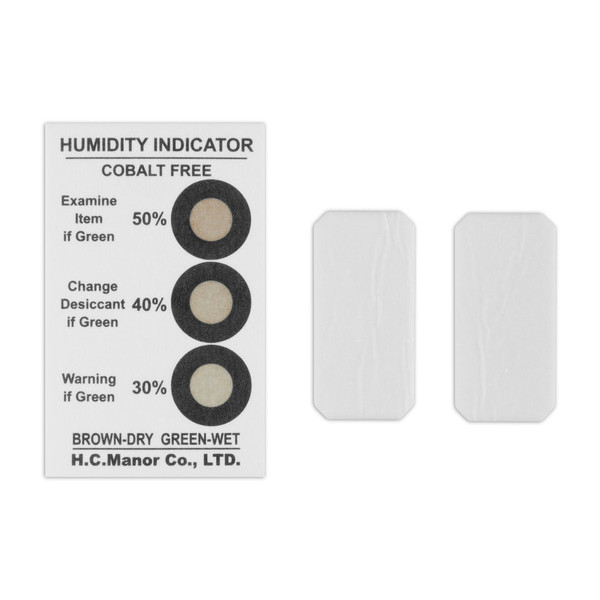 HUMIDITY INDICATOR
COBALT FREE
Examine
Item 50%
if Green
Change
Desiccant 40%
if Green
Warning 30%
if Green
BROWN-DRY GREEN-WET
H.C.Manor Co., LTD.